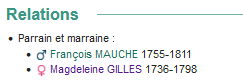 Relations
Parrain et marraine :
♂ François MAUCHE 1755-1811
♀ Magdeleine GILLES 1736-1798